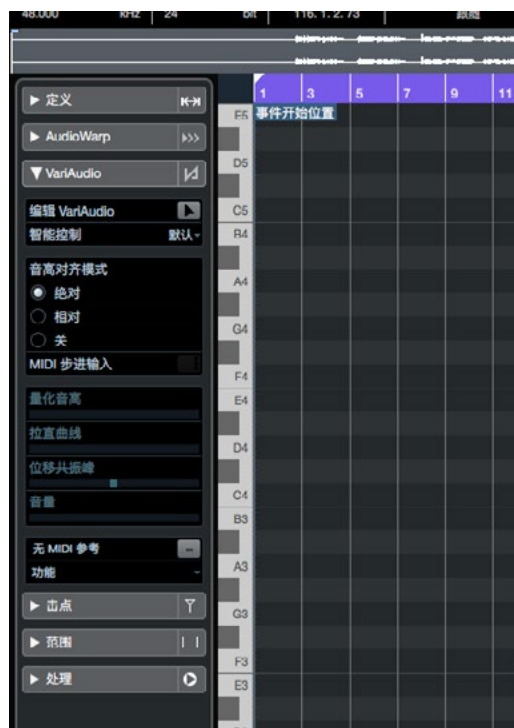 48.000 kHz 24 bit 116. 1. 2. 73 跟随
定义
1 3 5 7 9 11
事件开始位置
AudioWarp
VariAudio
编辑 VariAudio
智能控制 默认
音高对齐模式
绝对
相对
关
MIDI 步进输入
量化音高
拉直曲线
位移共振峰
音量
无 MIDI 参考
功能
击点
范围
处理
E5
D5
C5
B4
A4
G4
F4
E4
D4
C4
B3
A3
G3
F3
E3